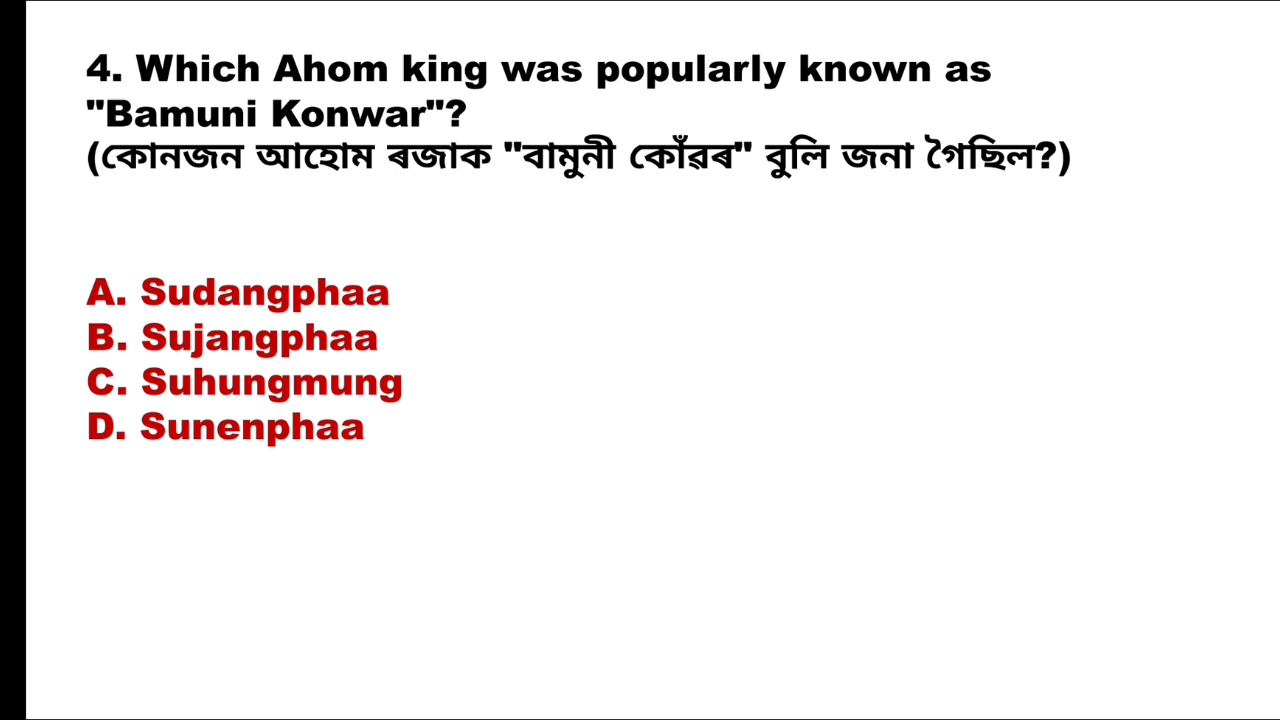 4. Which Ahom king was popularly known as
"Bamuni Konwar"?
(কোনজন আহোম ৰজাক "বামুনী কোঁৱৰ" বুলি জনা গৈছিল?)
A. Sudangphaa
B. Sujangphaa
C. Suhungmung
D. Sunenphaa